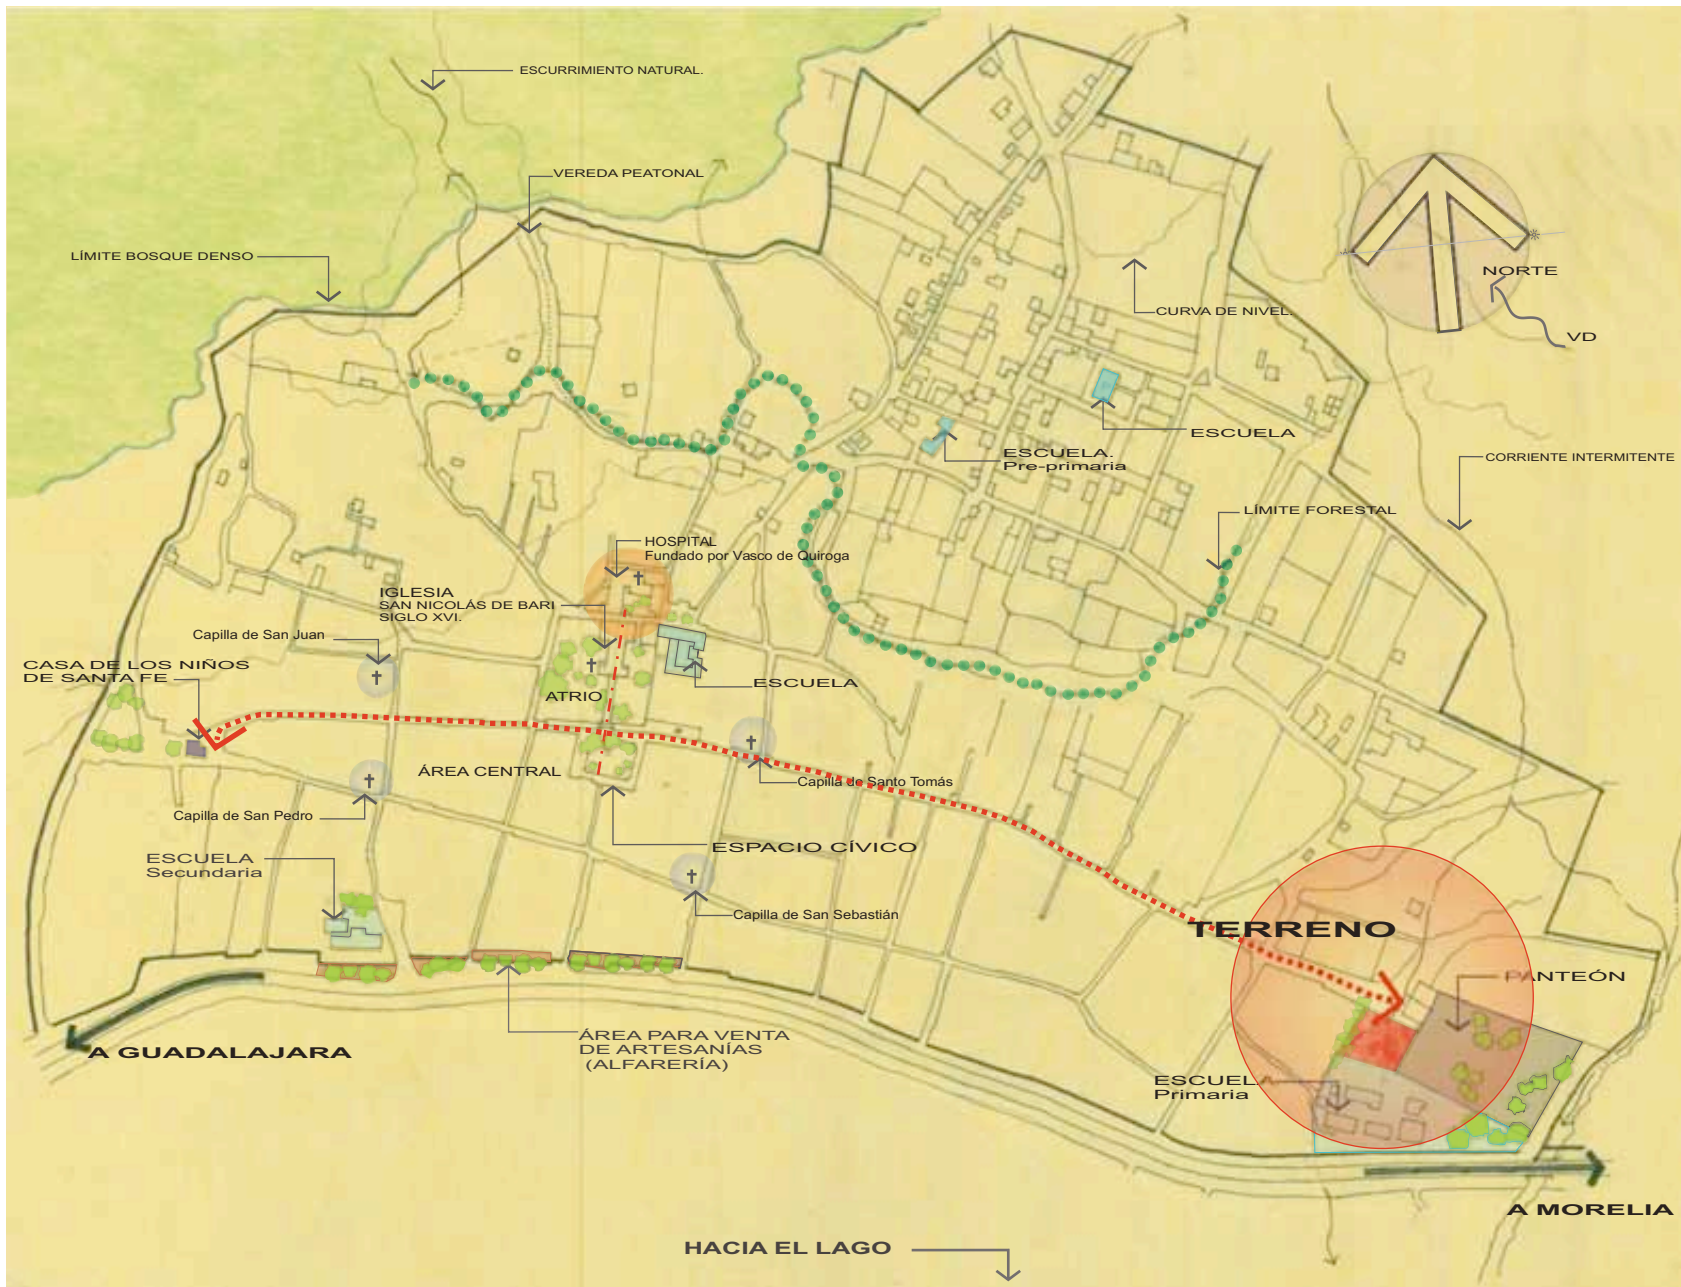 ESCURRIMIENTO NATURAL.
VEREDA PEATONAL
LÍMITE BOSQUE DENSO
NORTE
VD
CURVA DE NIVEL.
ESCUELA
ESCUELA.
Pre-primaria
CORRIENTE INTERMITENTE
LÍMITE FORESTAL
HOSPITAL
Fundado por Vasco de Quiroga
IGLESIA
SAN NICOLÁS DE BARI
SIGLO XVI.
Capilla de San Juan
CASA DE LOS NIÑOS
DE SANTA FE
ESCUELA
ATRIO
ÁREA CENTRAL
Capilla de Santo Tomás
Capilla de San Pedro
ESPACIO CÍVICO
ESCUELA
Secundaria
Capilla de San Sebastián
TERRENO
PANTEÓN
ÁREA PARA VENTA
DE ARTESANÍAS
(ALFARERÍA)
A GUADALAJARA
ESCUELA
Primaria
A MORELIA
HACIA EL LAGO